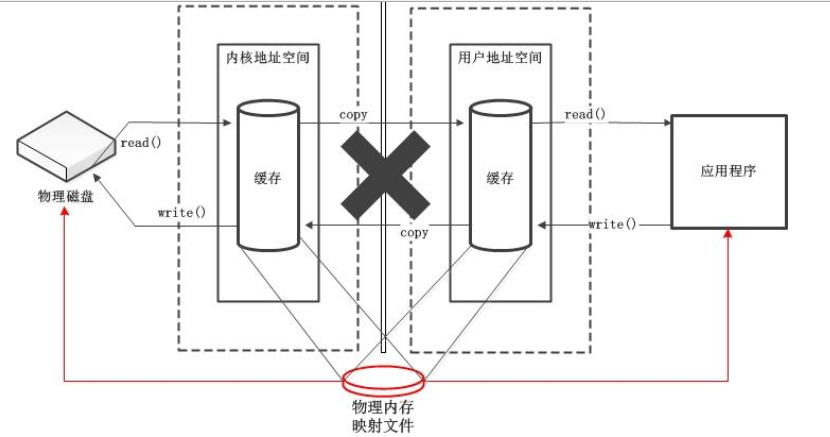 内核地址空间
用户地址空间
copy
read()
read()
缓存
缓存
应用程序
物理磁盘
write()
copy
write()
物理内存
映射文件